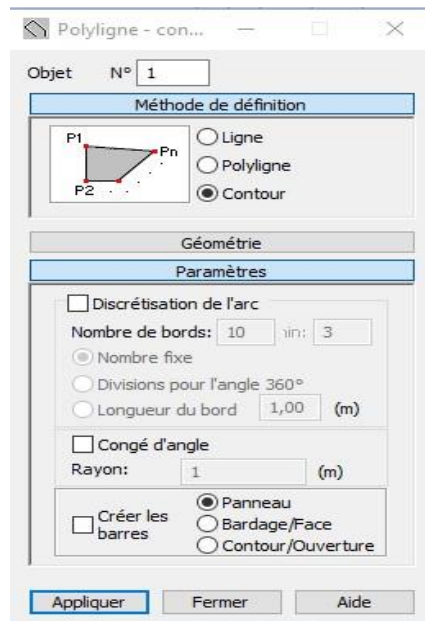 Polyligne - con...
Objet N° 1
Méthode de définition
P1
Pn
P2
Ligne
Polyligne
Contour
Géométrie
Paramètres
Discrétisation de l'arc
Nombre de bords: 10 3
Nombre fixe
Divisions pour l'angle 360°
Longueur du bord 1,00 (m)
Congé d'angle
Rayon: 1 (m)
Créer les barres
Panneau
Bardage/Face
Contour/Ouverture
Appliquer Fermer Aide